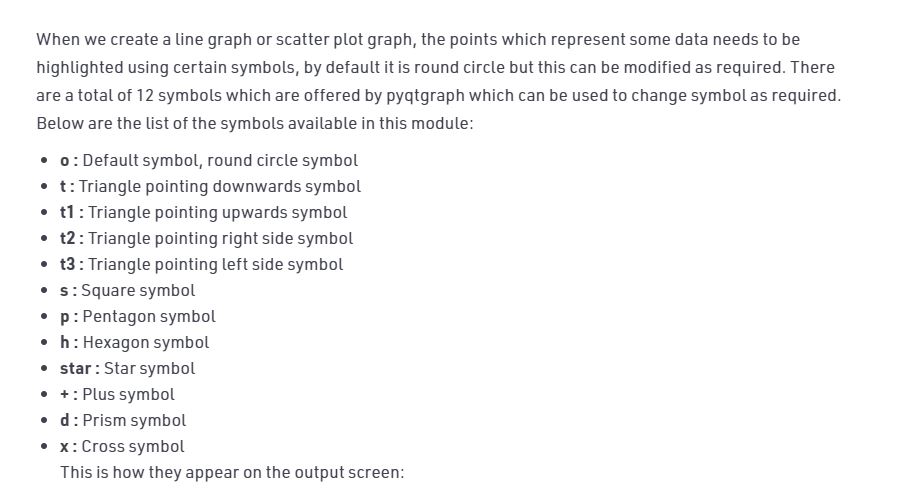 When we create a line graph or scatter plot graph, the points which represent some data needs to be
highlighted using certain symbols, by default it is round circle but this can be modified as required. There
are a total of 12 symbols which are offered by pyqtgraph which can be used to change symbol as required.
Below are the list of the symbols available in this module:
• o : Default symbol, round circle symbol
• t : Triangle pointing downwards symbol
• t1 : Triangle pointing upwards symbol
• t2 : Triangle pointing right side symbol
• t3 : Triangle pointing left side symbol
• s : Square symbol
• p : Pentagon symbol
• h : Hexagon symbol
• star : Star symbol
• + : Plus symbol
• d : Prism symbol
• x : Cross symbol
This is how they appear on the output screen: